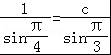 1/(sin π/4) = c/(sin π/3)